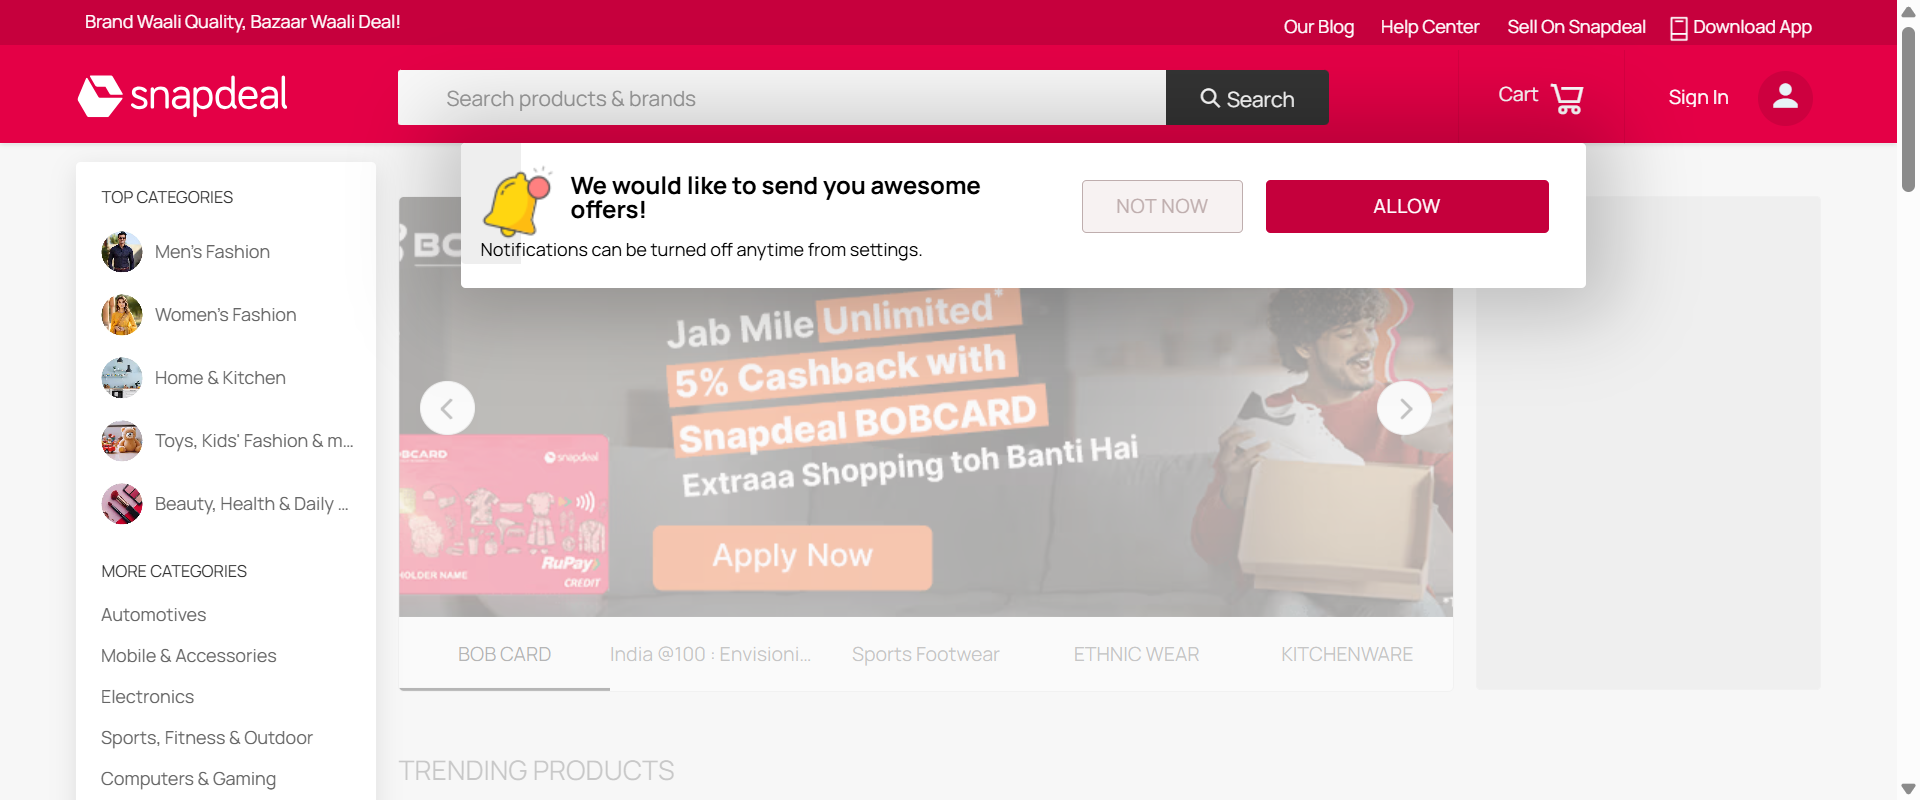 Brand Waali Quality, Bazaar Waali Deal!
Our Blog
Help Center
Sell On Snapdeal
Download App
snapdeal
Search products & brands
Search
Cart
Sign In
We would like to send you awesome
offers!
Notifications can be turned off anytime from settings.
NOT NOW
ALLOW
TOP CATEGORIES
Men's Fashion
Women's Fashion
Home & Kitchen
Toys, Kids' Fashion & m...
Beauty, Health & Daily ...
MORE CATEGORIES
Automotives
Mobile & Accessories
Electronics
Sports, Fitness & Outdoor
Computers & Gaming
Jab Mile Unlimited*
5% Cashback with
Snapdeal BOBCARD
Extraaa Shopping toh Banti Hai
Apply Now
snapdeal
RuPay
CREDIT
HOLDER NAME
BOB CARD
India @100 : Envisioni...
Sports Footwear
ETHNIC WEAR
KITCHENWARE
TRENDING PRODUCTS